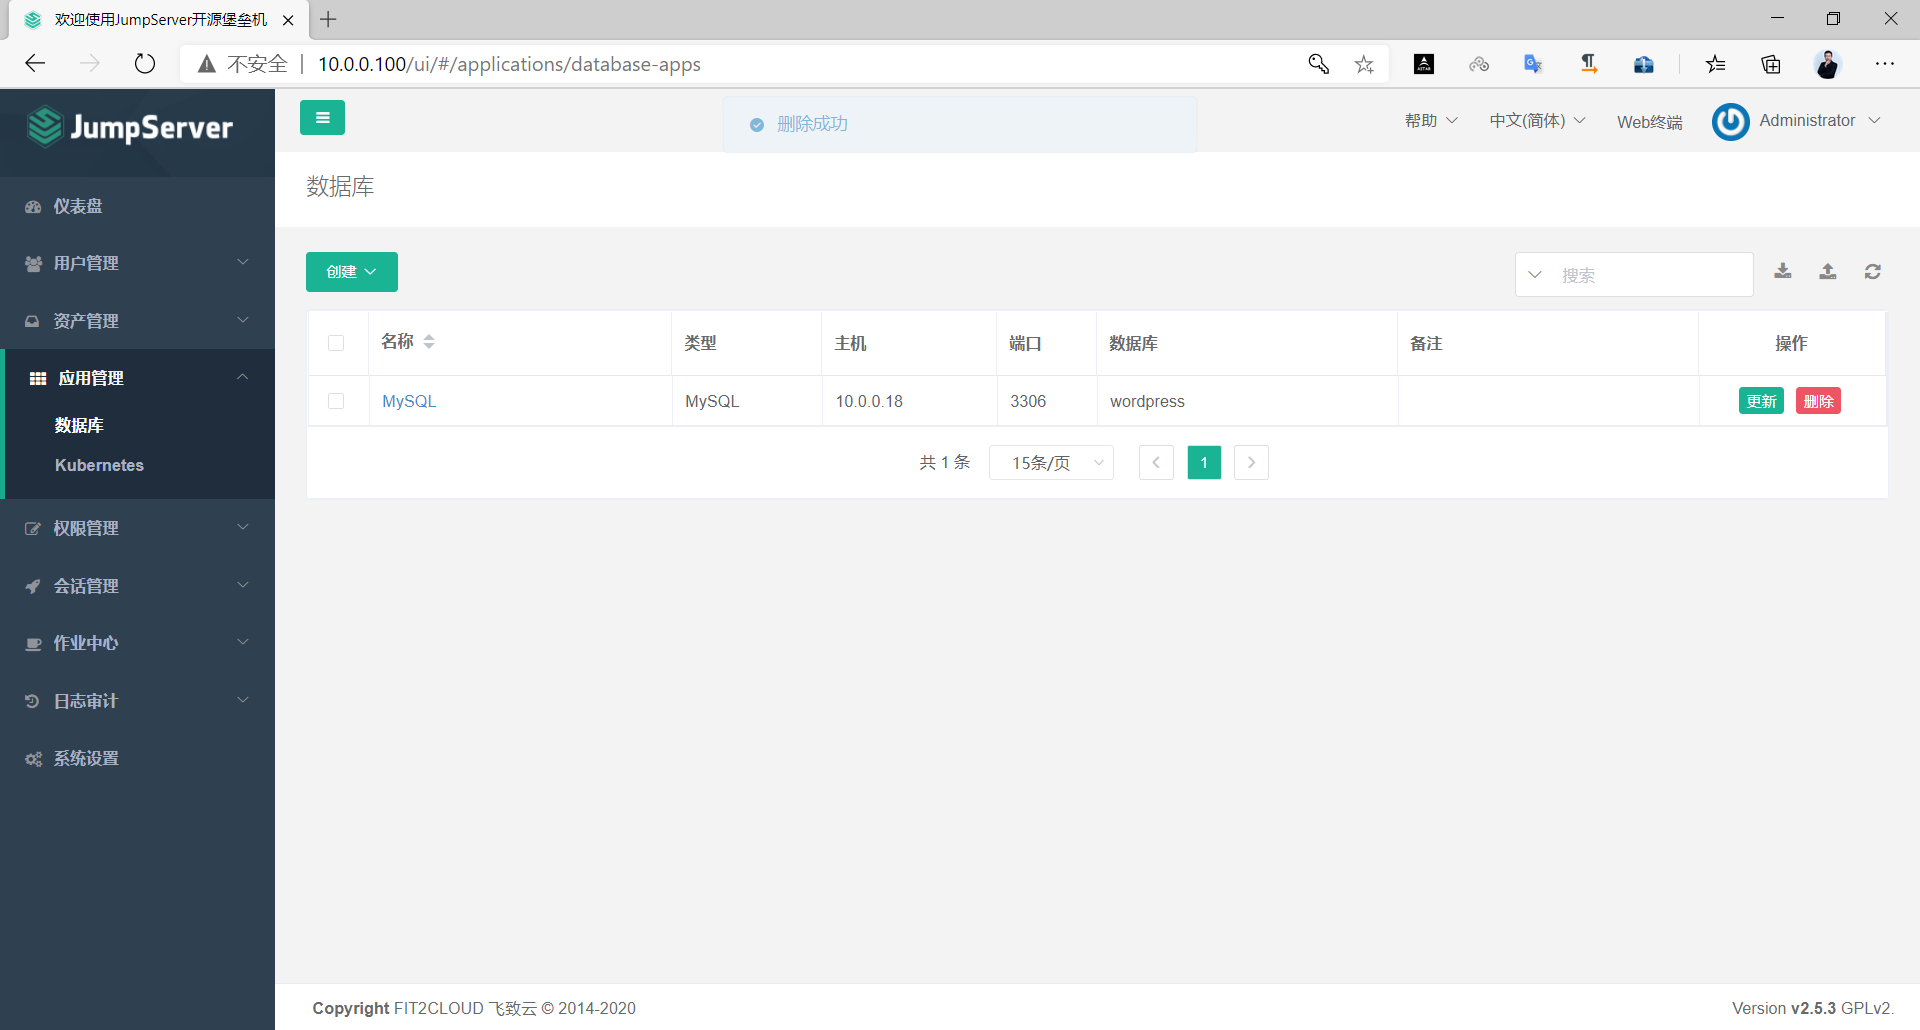 欢迎使用JumpServer开源堡垒机
不安全 | 10.0.0.100/ui/#/applications/database-apps
JumpServer
删除成功
帮助
中文(简体)
Web终端
Administrator
仪表盘
用户管理
资产管理
应用管理
数据库
Kubernetes
权限管理
会话管理
作业中心
日志审计
系统设置
数据库
创建
搜索
名称 类型 主机 端口 数据库 备注 操作
MySQL MySQL 10.0.0.18 3306 wordpress 更新 删除
共 1 条 15条/页 1
Copyright FIT2CLOUD 飞致云 © 2014-2020
Version v2.5.3 GPLv2.